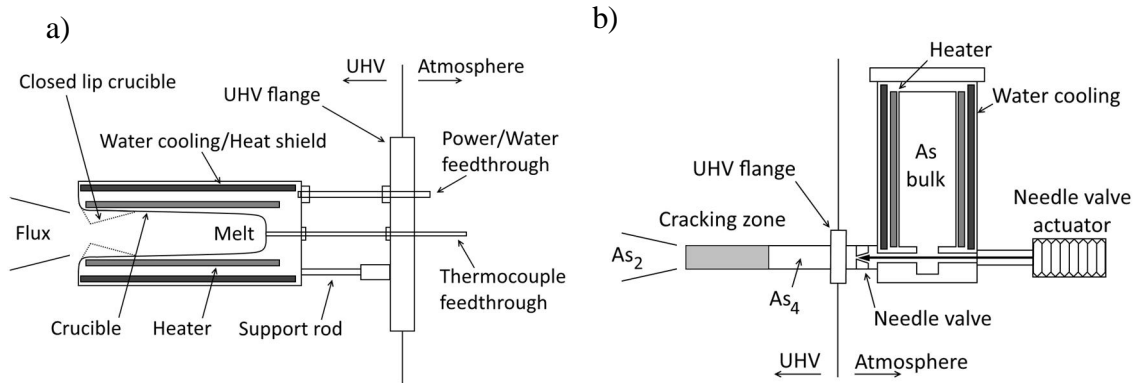 a)
UHV
Atmosphere
Closed lip crucible
UHV flange
Water cooling/Heat shield
Power/Water
feedthrough
Flux
Melt
Thermocouple
feedthrough
Crucible
Heater
Support rod
b)
Heater
Water cooling
As
bulk
UHV flange
Needle valve
actuator
Cracking zone
As2
As4
Needle valve
UHV
Atmosphere